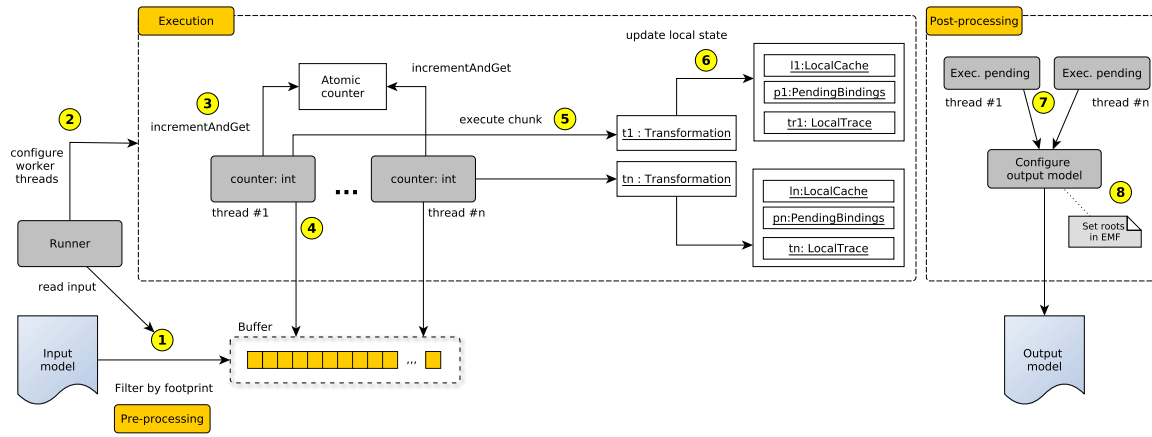 Execution
Post-processing
update local state
6
l1:LocalCache
p1:PendingBindings
tr1: LocalTrace
Exec. pending
Exec. pending
thread #1
7
thread #n
incrementAndGet
Atomic
counter
3
incrementAndGet
2
configure
worker
threads
execute chunk
5
t1 : Transformation
counter: int
...
counter: int
thread #1
thread #n
4
tn : Transformation
ln:LocalCache
pn:PendingBindings
tn: LocalTrace
Configure
output model
8
Set roots
in EMF
Runner
read input
1
Input
model
Buffer
,,,
Filter by footprint
Pre-processing
Output
model